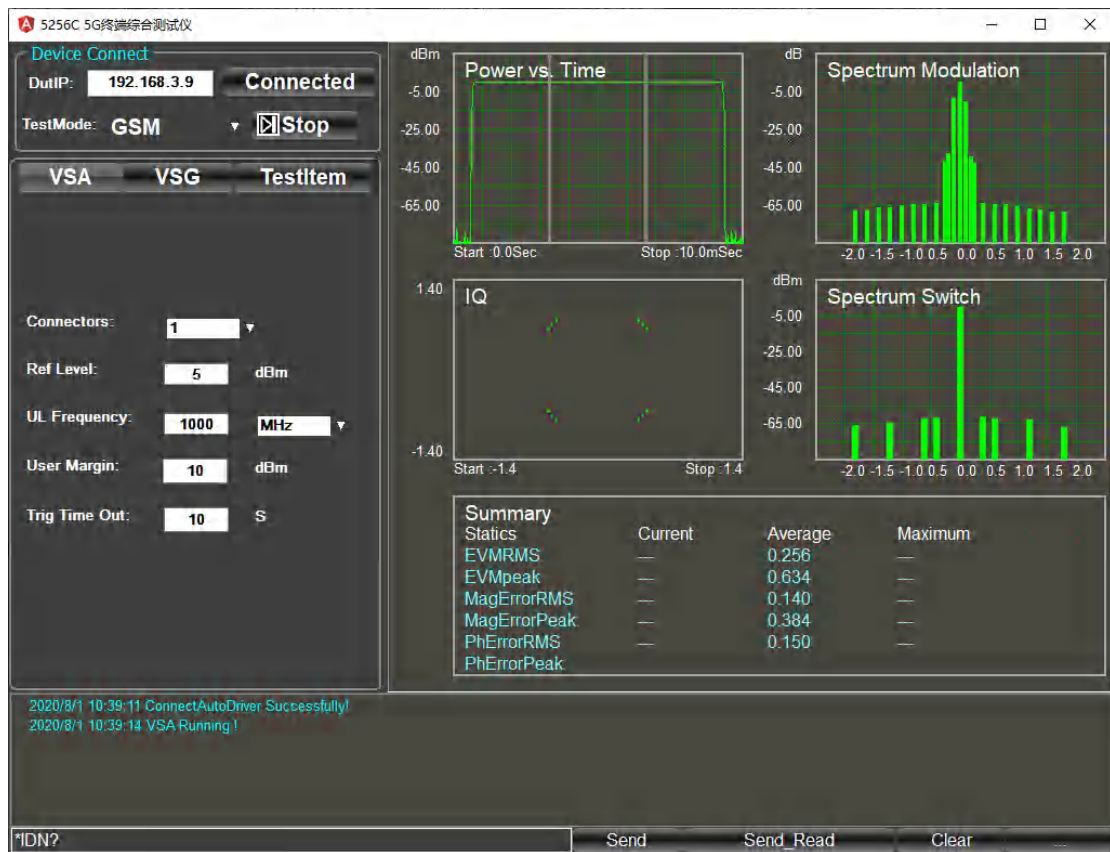 5256C 5G终端综合测试仪
Device Connect
DutIP: 192.168.3.9 Connected
TestMode: GSM Stop
VSA VSG TestItem
Connectors: 1
Ref Level: 5 dBm
UL Frequency: 1000 MHz
User Margin: 10 dBm
Trig Time Out: 10 S
dBm
Power vs. Time
-5.00
-25.00
-45.00
-65.00
Start :0.0Sec Stop :10.0mSec
dB
Spectrum Modulation
-5.00
-25.00
-45.00
-65.00
-2.0 -1.5 -1.0 0.5 0.0 0.5 1.0 1.5 2.0
1.40
IQ
-1.40
Start :-1.4 Stop :1.4
dBm
Spectrum Switch
-5.00
-25.00
-45.00
-65.00
-2.0 -1.5 -1.0 0.5 0.0 0.5 1.0 1.5 2.0
Summary
Statics Current Average Maximum
EVMRMS --- 0.256 ---
EVMpeak --- 0.634 ---
MagErrorRMS --- 0.140 ---
MagErrorPeak --- 0.384 ---
PhErrorRMS --- 0.150 ---
PhErrorPeak
2020/8/1 10:39:11 ConnectAutoDriver Successfully!
2020/8/1 10:39:14 VSA Running !
*IDN? Send Send_Read Clear ...